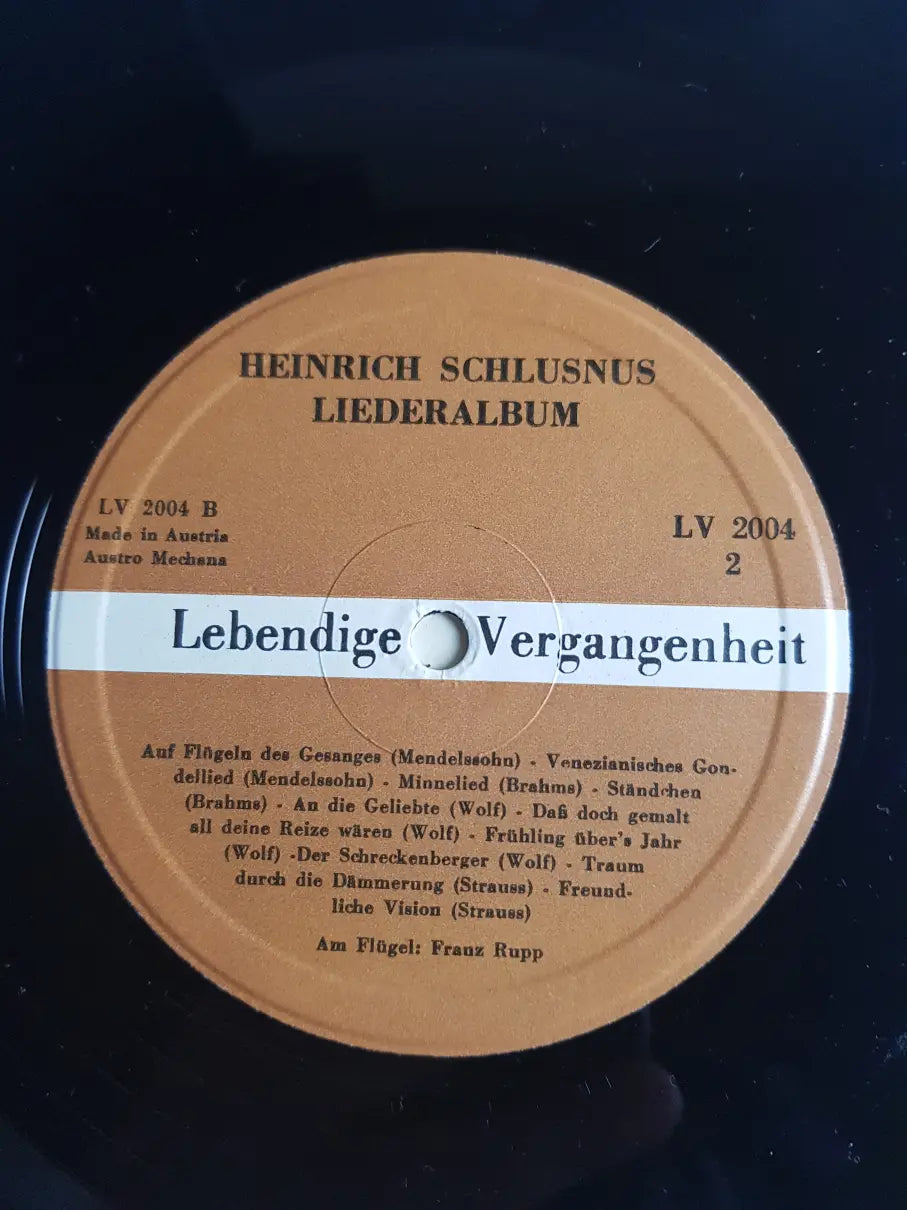 HEINRICH SCHLUSNUS
LIEDERALBUM
LV 2004 B
Made in Austria
Austro Mechana
LV 2004
2
Lebendige Vergangenheit
Auf Flügeln des Gesanges (Mendelssohn) - Venezianisches Gon-
dellied (Mendelssohn) - Minnelied (Brahms) - Ständchen
(Brahms) - An die Geliebte (Wolf) - Daß doch gemalt
all deine Reize wären (Wolf) - Frühling über's Jahr
(Wolf) -Der Schreckenberger (Wolf) - Traum
durch die Dämmerung (Strauss) - Freund-
liche Vision (Strauss)
Am Flügel: Franz Rupp